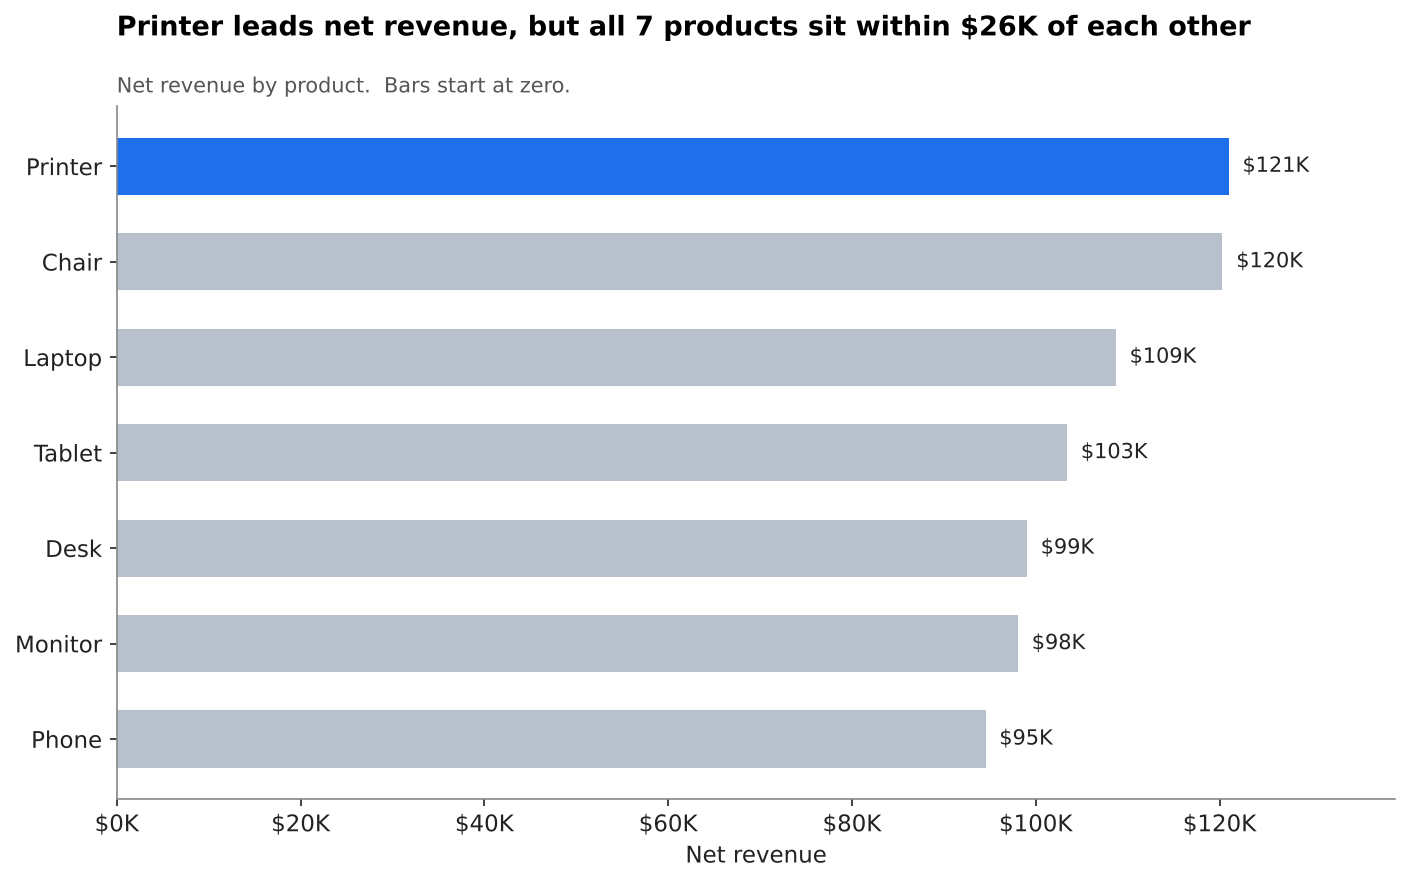 Printer leads net revenue, but all 7 products sit within $26K of each other
Net revenue by product.  Bars start at zero.
Printer $121K
Chair $120K
Laptop $109K
Tablet $103K
Desk $99K
Monitor $98K
Phone $95K
$0K $20K $40K $60K $80K $100K $120K
Net revenue